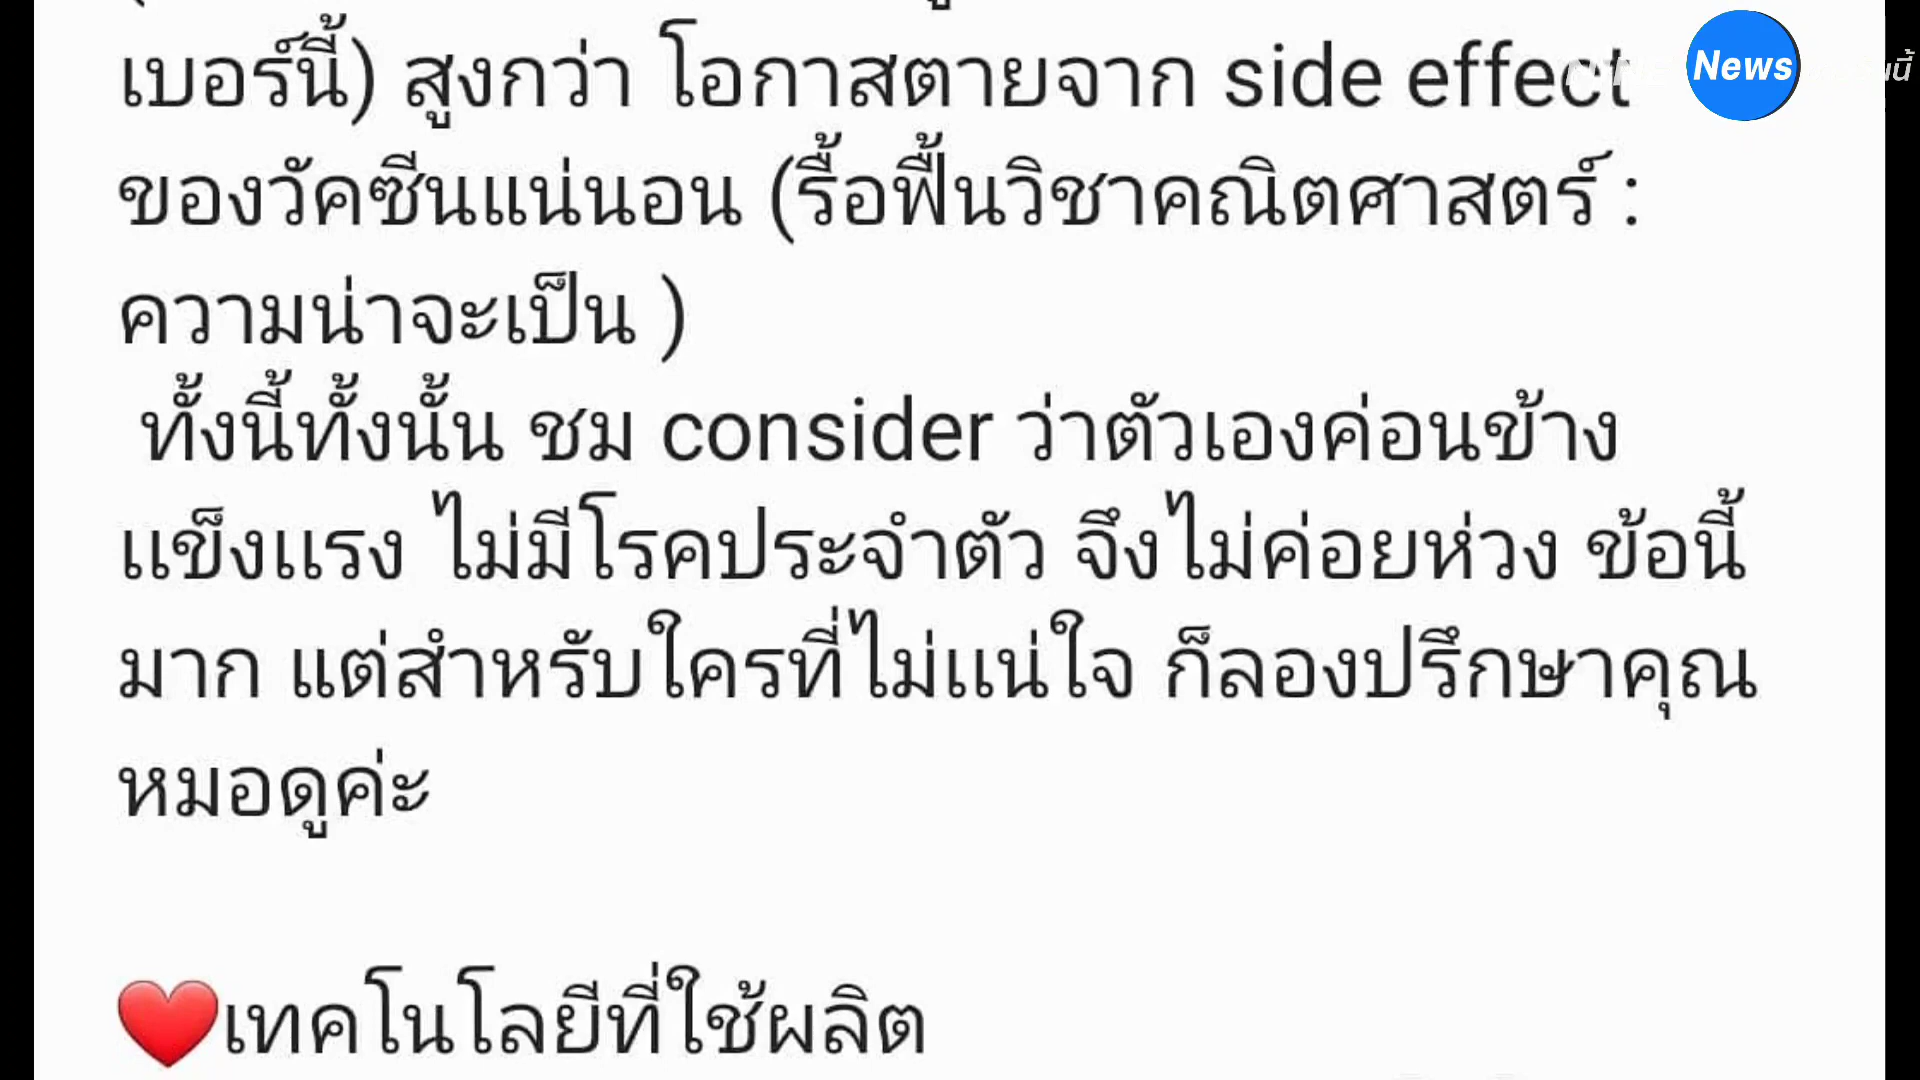 เบอร์นี้) สูงกว่า โอกาสตายจาก side effect
News
ของวัคซีนแน่นอน (รื้อฟื้นวิชาคณิตศาสตร์ :
ความน่าจะเป็น )
ทั้งนี้ทั้งนั้น ชม consider ว่าตัวเองค่อนข้าง
แข็งแรง ไม่มีโรคประจำตัว จึงไม่ค่อยห่วง ข้อนี้
มาก แต่สำหรับใครที่ไม่แน่ใจ ก็ลองปรึกษาคุณ
หมอดูค่ะ
❤️เทคโนโลยีที่ใช้ผลิต